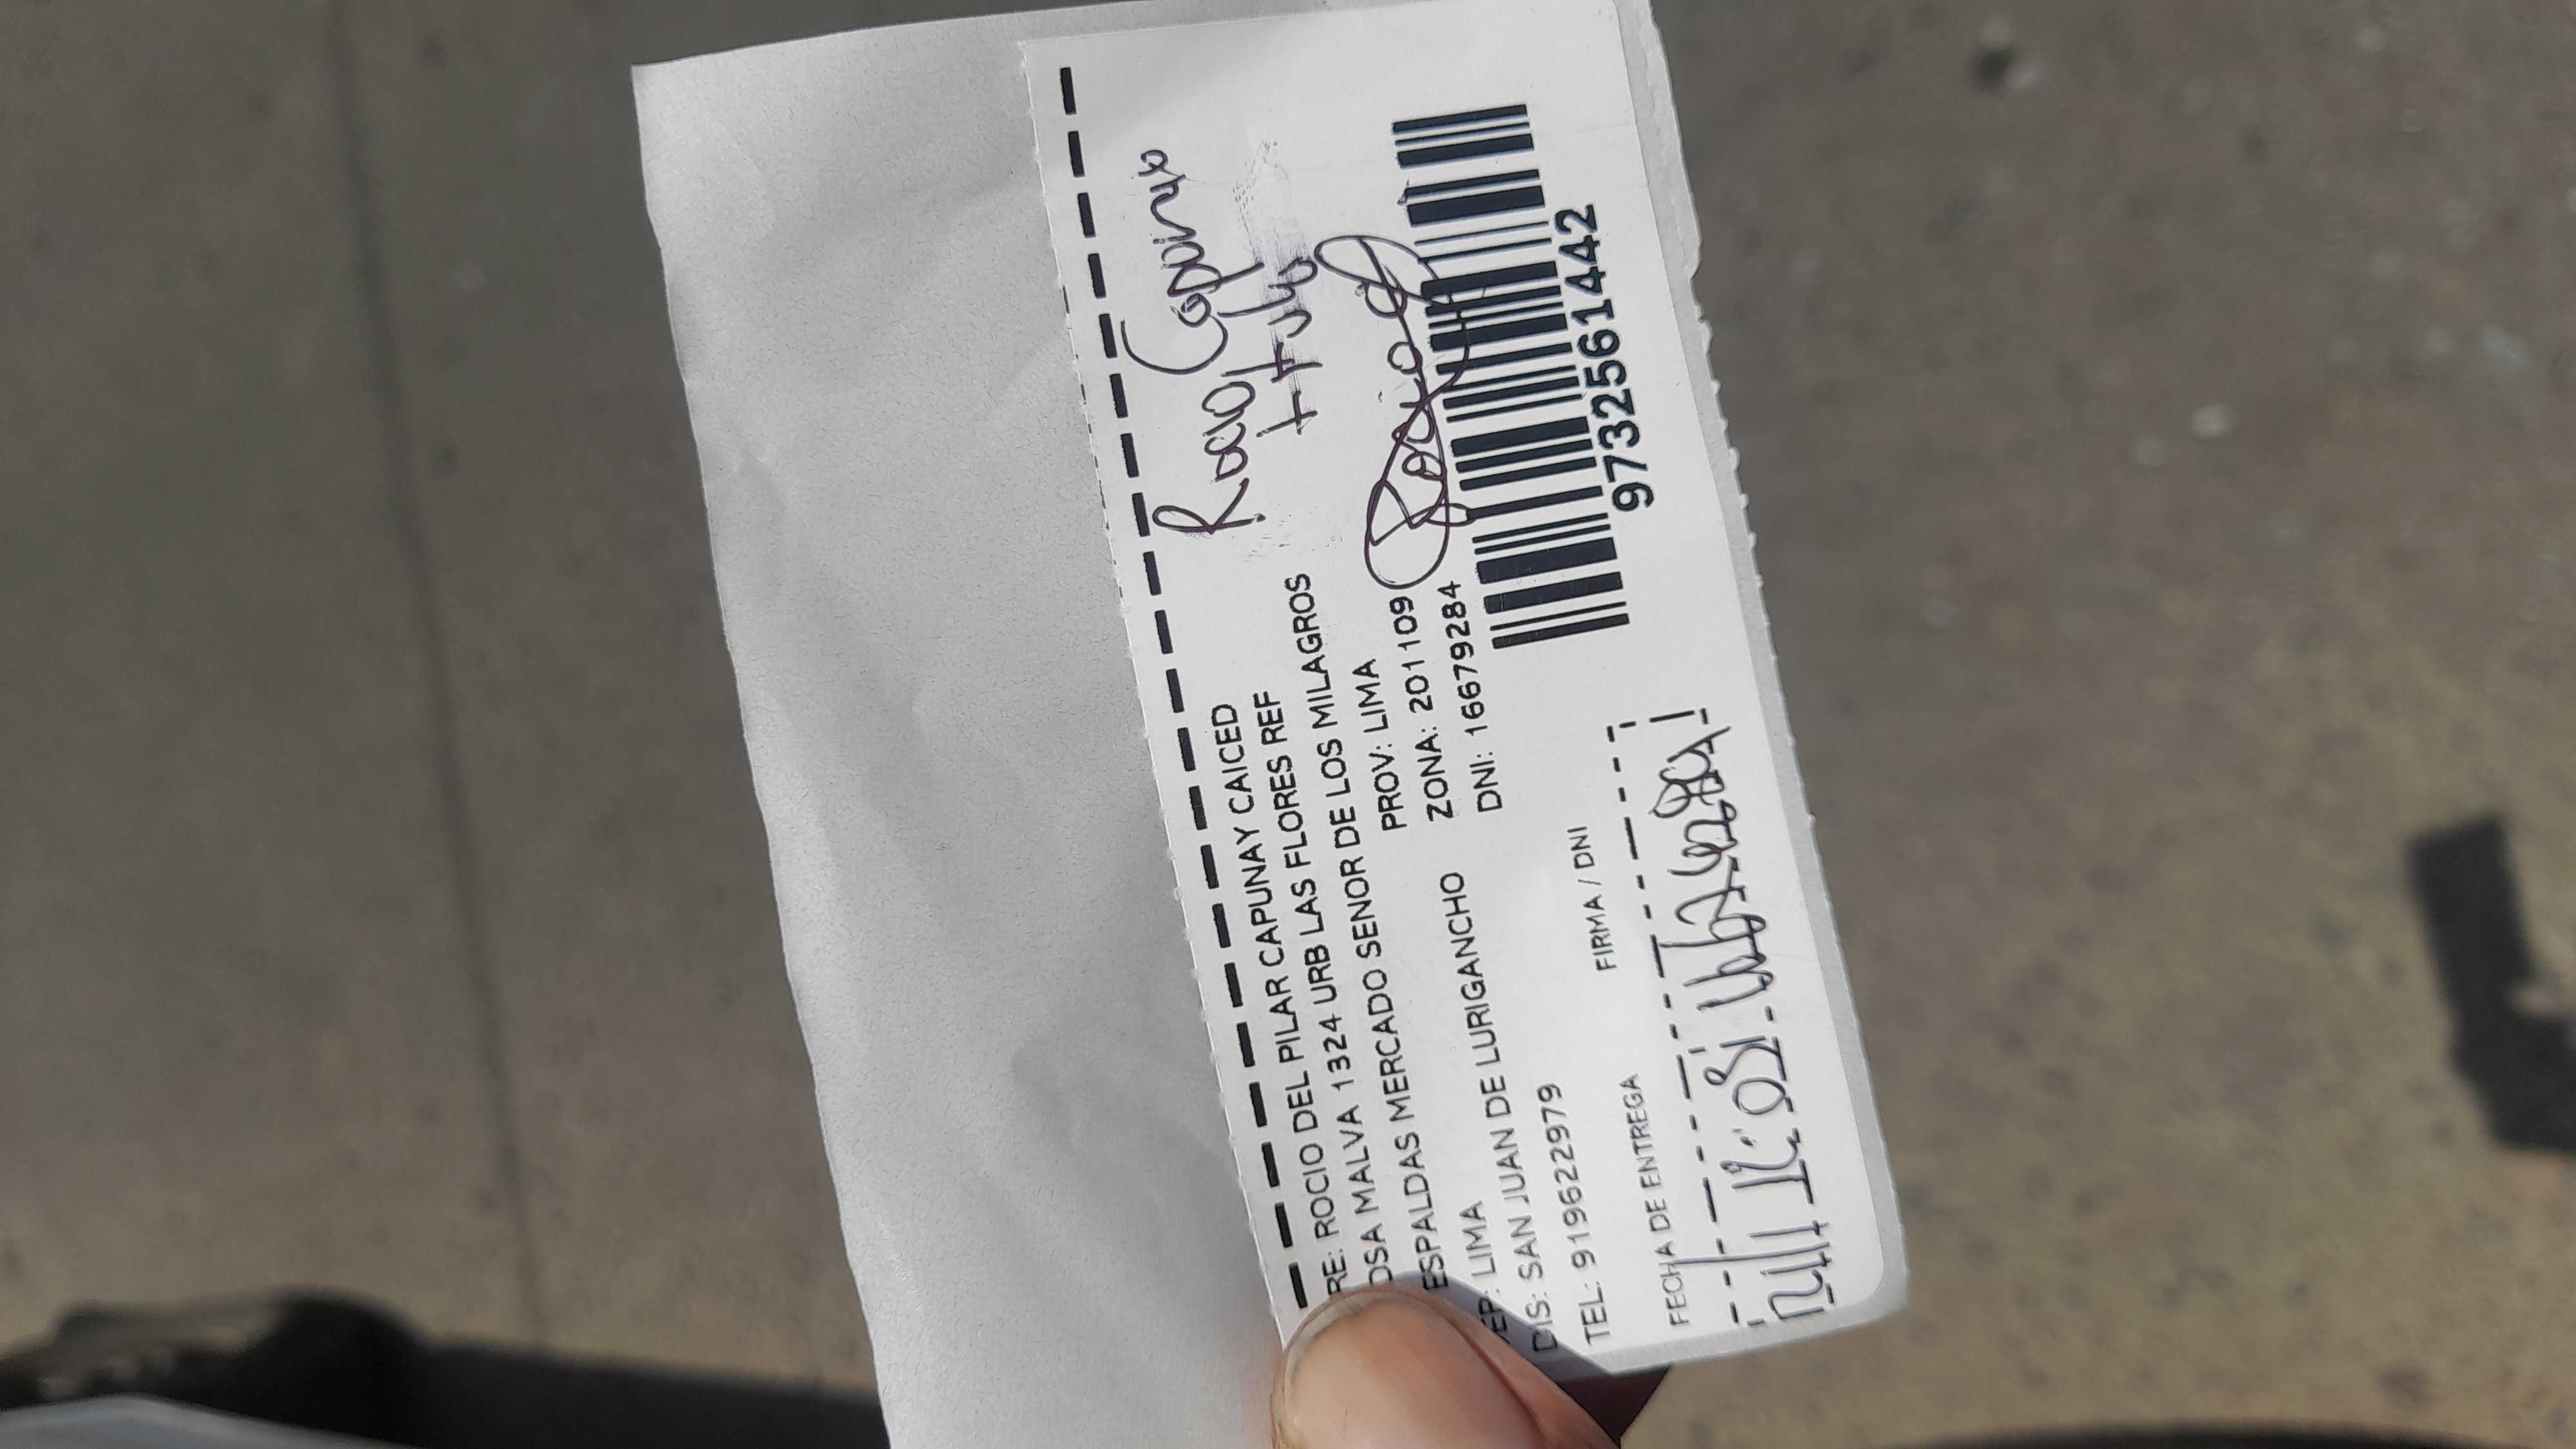 RE: ROCIO DEL PILAR CAPUNAY CAICED
OSA MALVA 1324 URB LAS FLORES REF
ESPALDAS MERCADO SENOR DE LOS MILAGROS
EP: LIMA PROV: LIMA
DIS: SAN JUAN DE LURIGANCHO ZONA: 201109
TEL: 919622979 DNI: 16679284
FECHA DE ENTREGA FIRMA / DNI
Rocio Capuñay
973256561442